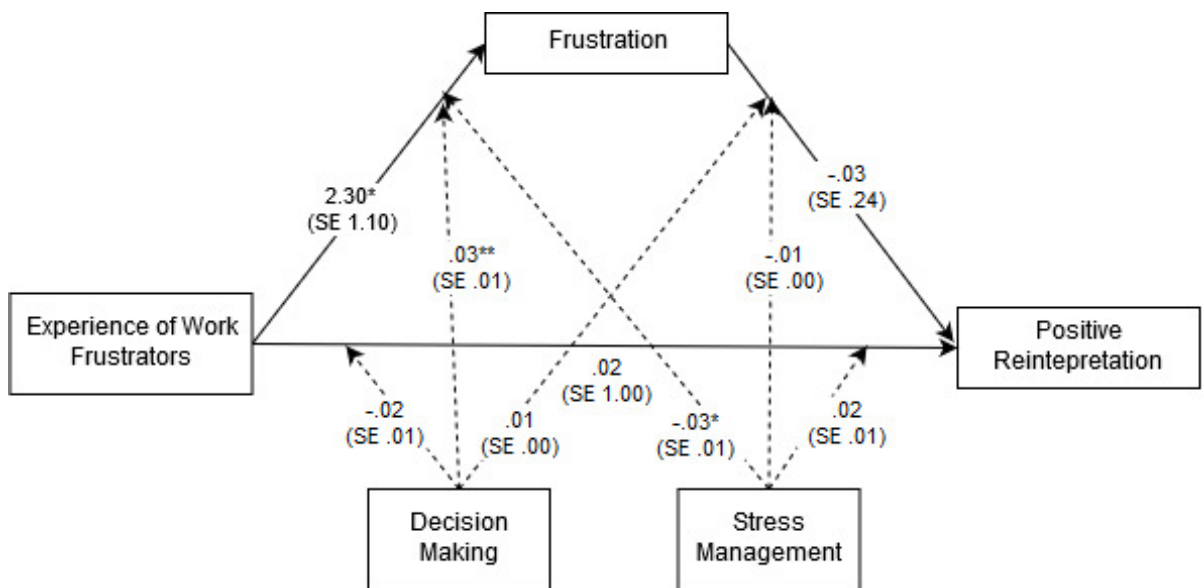 Frustration
2.30*
(SE 1.10)
-.03
(SE .24)
.03**
(SE .01)
-.01
(SE .00)
Experience of Work
Frustrators
Positive
Reintepretation
.02
(SE 1.00)
-.02
(SE .01)
.01
(SE .00)
-.03*
(SE .01)
.02
(SE .01)
Decision
Making
Stress
Management